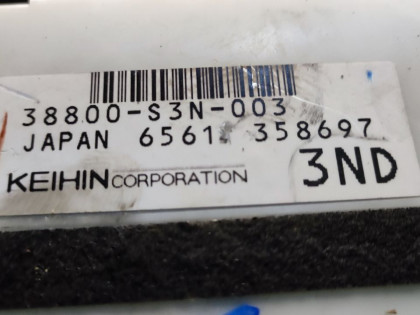 38800-S3N-003
JAPAN 6561 358697
KEIHIN CORPORATION 3ND